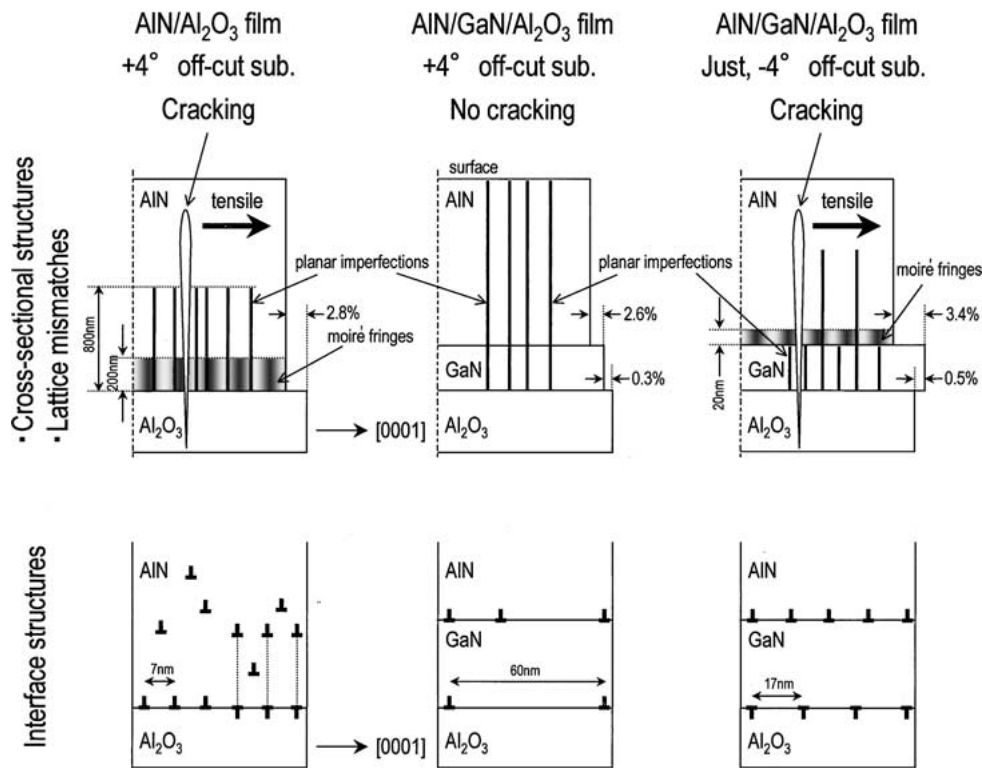 AlN/Al₂O₃ film
+4° off-cut sub.
Cracking
AlN/GaN/Al₂O₃ film
+4° off-cut sub.
No cracking
AlN/GaN/Al₂O₃ film
Just, -4° off-cut sub.
Cracking
・Cross-sectional structures
・Lattice mismatches
AlN
tensile
planar imperfections
2.8%
moiré fringes
800nm
200nm
Al₂O₃
[0001]
surface
AlN
planar imperfections
2.6%
GaN
0.3%
Al₂O₃
AlN
tensile
moiré fringes
3.4%
20nm
GaN
0.5%
Al₂O₃
Interface structures
AlN
7nm
Al₂O₃
[0001]
AlN
GaN
60nm
Al₂O₃
AlN
GaN
17nm
Al₂O₃